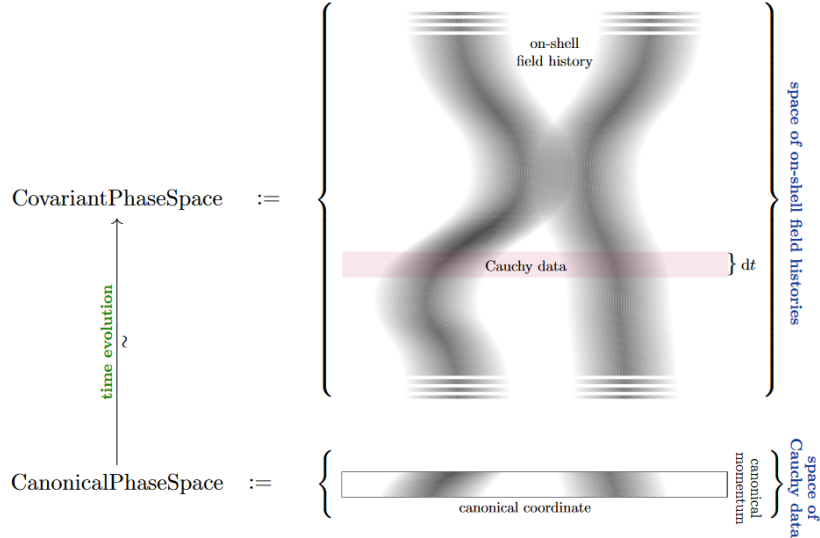 on-shell
field history
CovariantPhaseSpace :=
space of on-shell field histories
Cauchy data
} dt
time evolution
~
CanonicalPhaseSpace :=
canonical coordinate
canonical
momentum
space of
Cauchy data